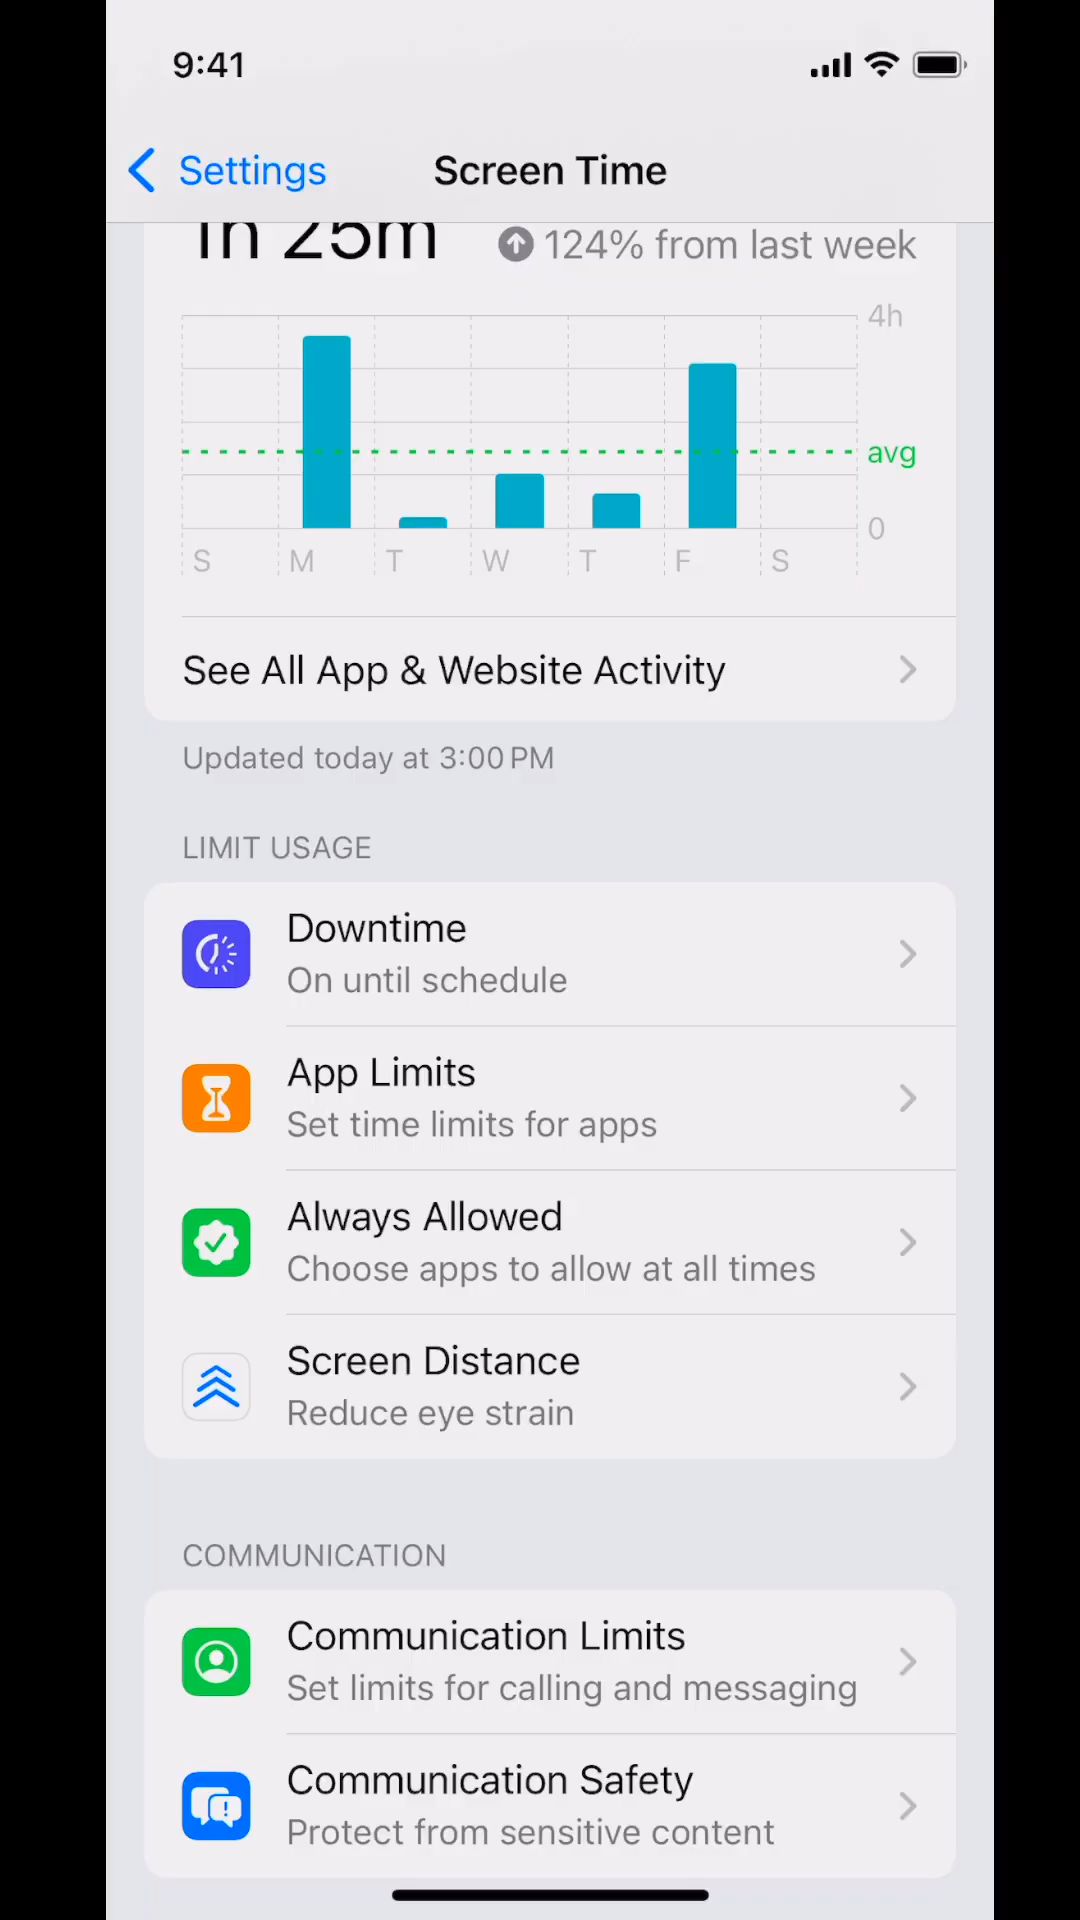 9:41
Settings
Screen Time
1h 25m
124% from last week
4h
avg
0
S M T W T F S
See All App & Website Activity
Updated today at 3:00 PM
LIMIT USAGE
Downtime
On until schedule
App Limits
Set time limits for apps
Always Allowed
Choose apps to allow at all times
Screen Distance
Reduce eye strain
COMMUNICATION
Communication Limits
Set limits for calling and messaging
Communication Safety
Protect from sensitive content